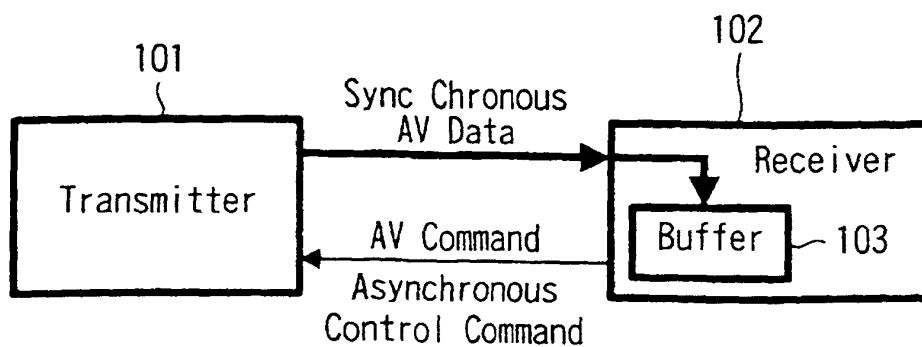 101
102
Sync Chronous
AV Data
Receiver
Transmitter
Buffer
103
AV Command
Asynchronous
Control Command